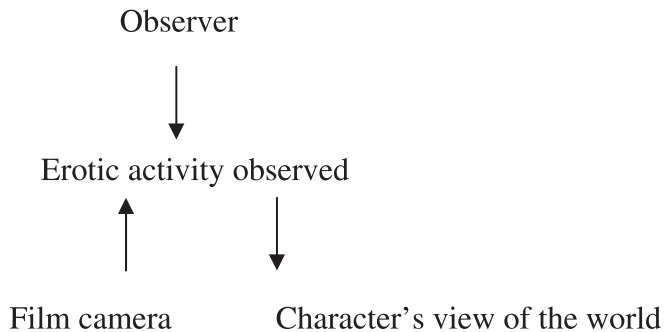 Observer
Erotic activity observed
Film camera
Character’s view of the world